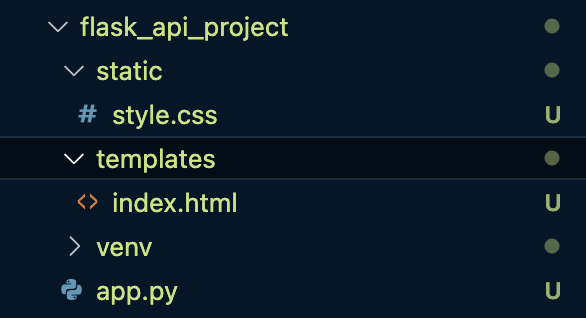 flask_api_project
static
# style.css U
templates
<> index.html U
venv
app.py U